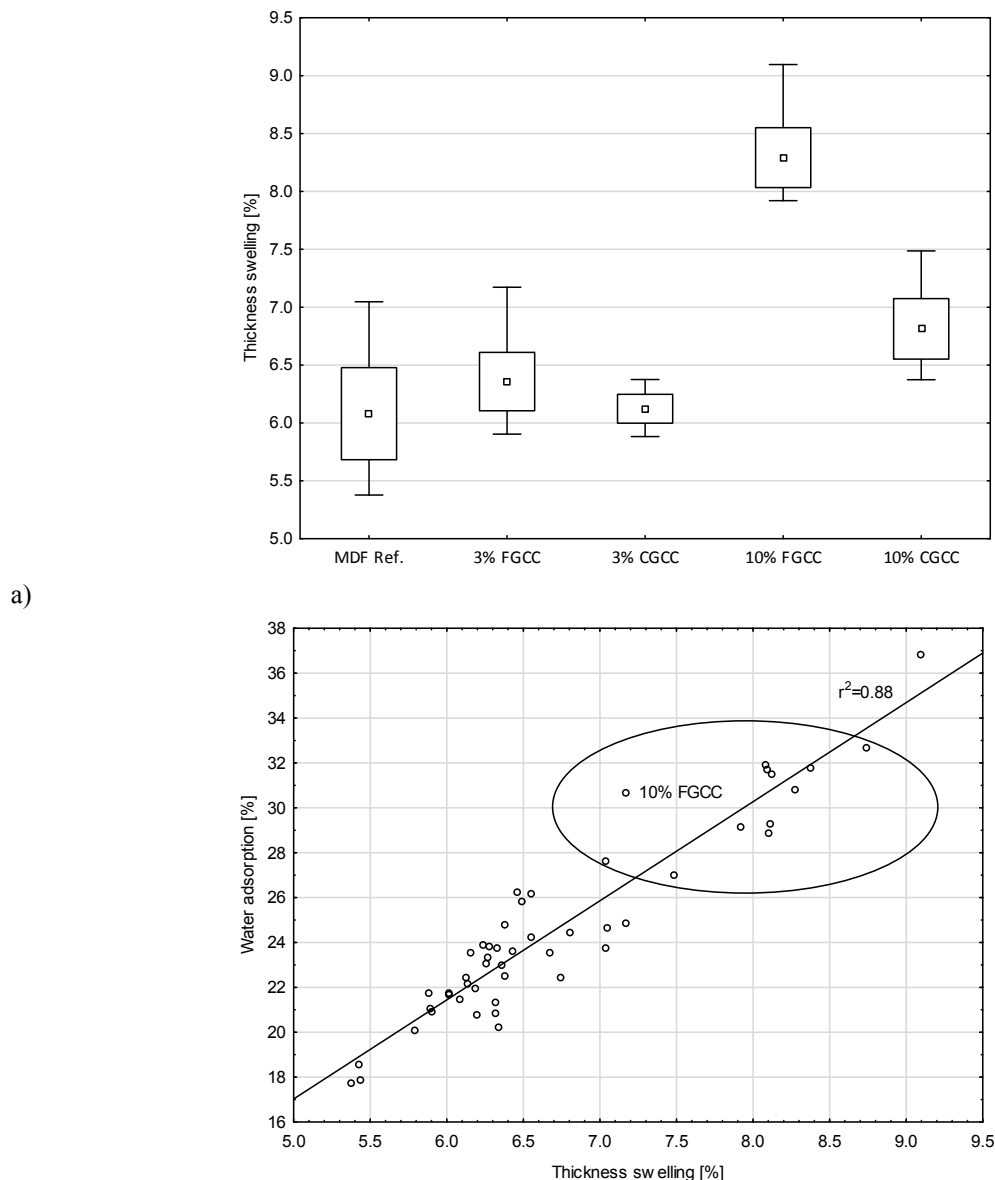 9.5
9.0
8.5
8.0
7.5
7.0
6.5
6.0
5.5
5.0
Thickness swelling [%]
MDF Ref. 3% FGCC 3% CGCC 10% FGCC 10% CGCC
a)
38
36
34
32
30
28
26
24
22
20
18
16
Water adsorption [%]
r²=0.88
10% FGCC
5.0 5.5 6.0 6.5 7.0 7.5 8.0 8.5 9.0 9.5
Thickness swelling [%]